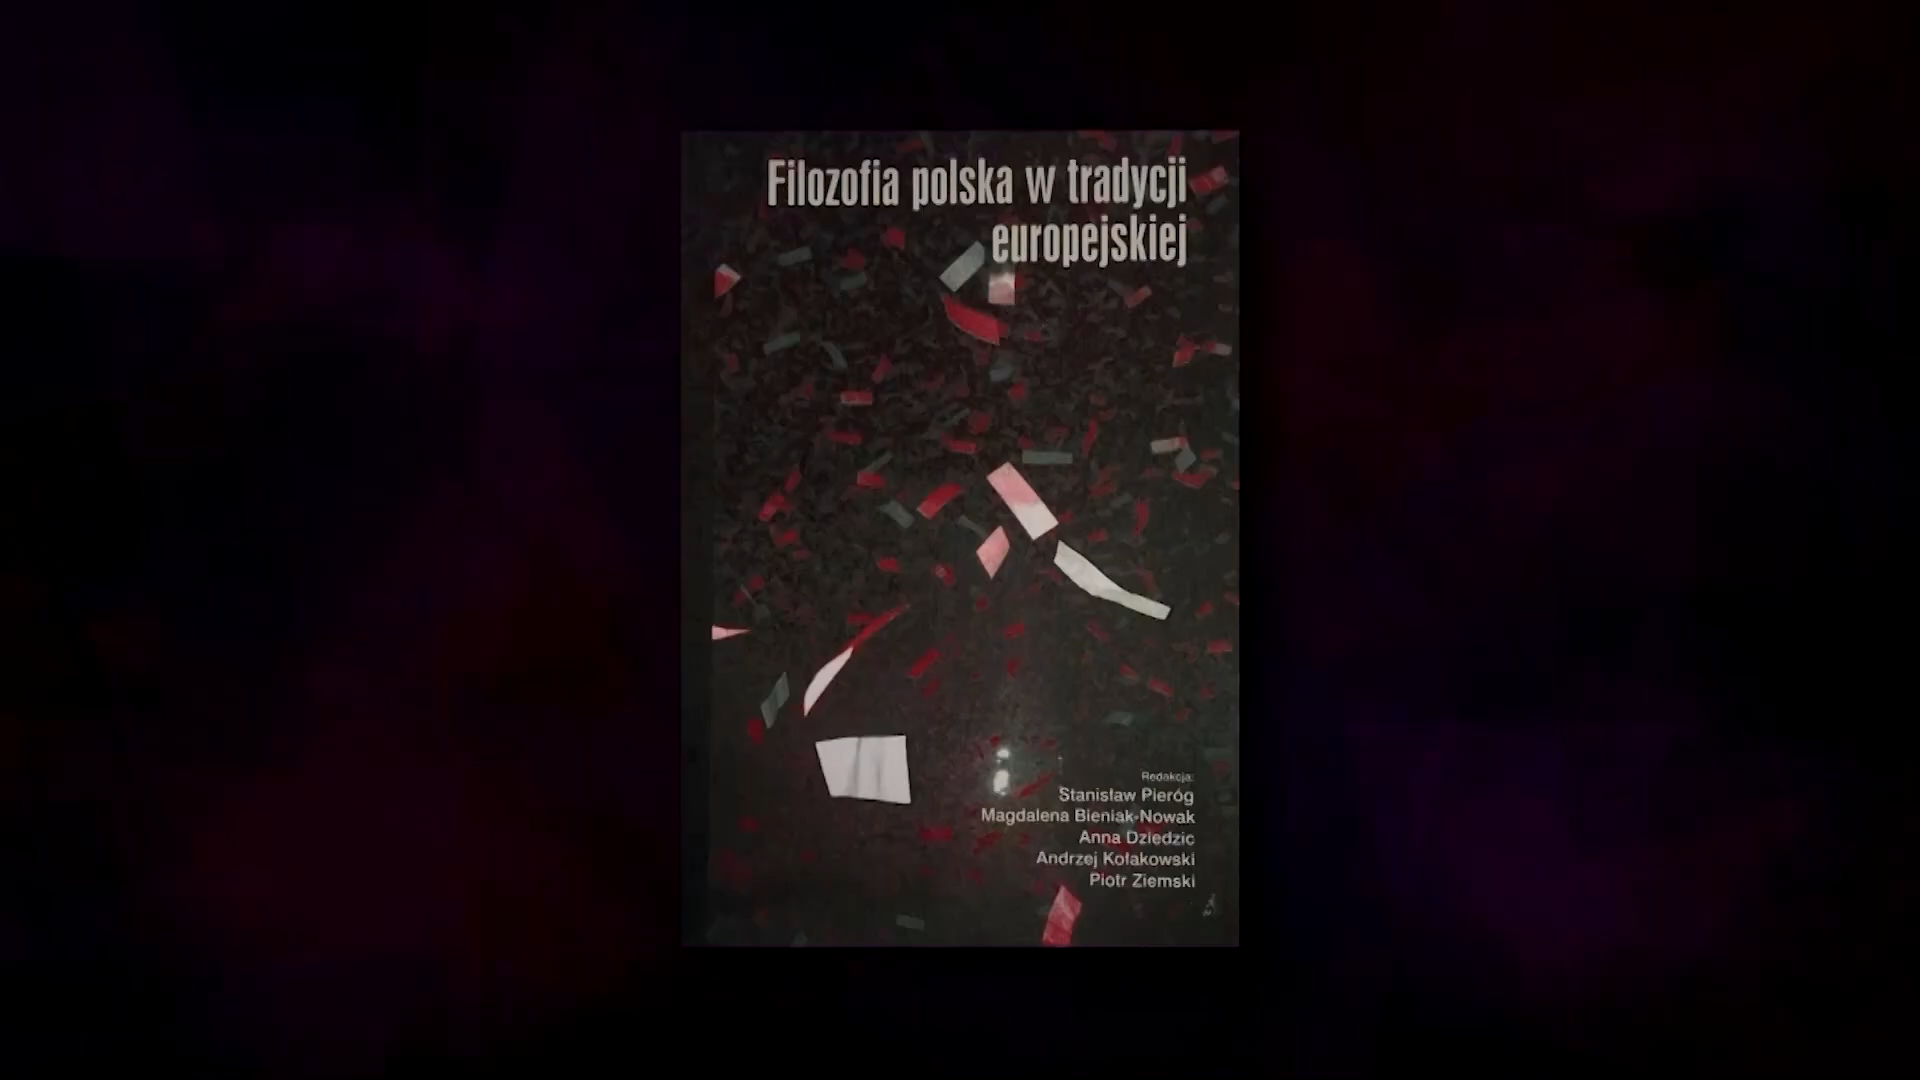 Filozofia polska w tradycji
europejskiej
Redakcja:
Stanisław Pieróg
Magdalena Bieniak-Nowak
Anna Dziedzic
Andrzej Kołakowski
Piotr Ziemski